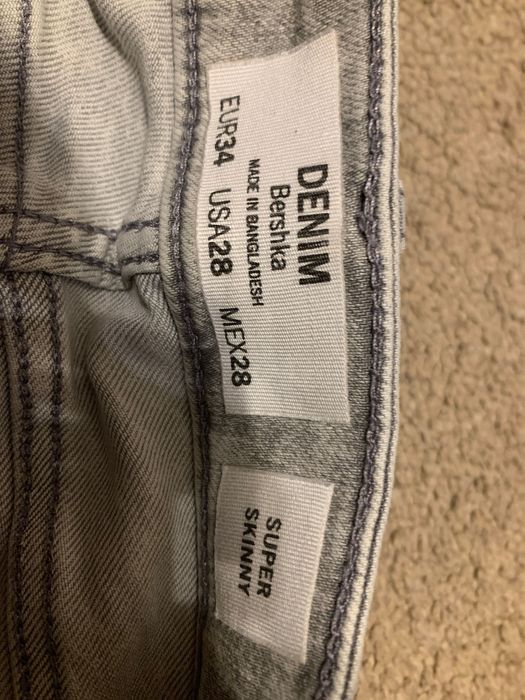 DENIM
Bershka
MADE IN BANGLADESH
EUR34 USA28 MEX28
SUPER
SKINNY